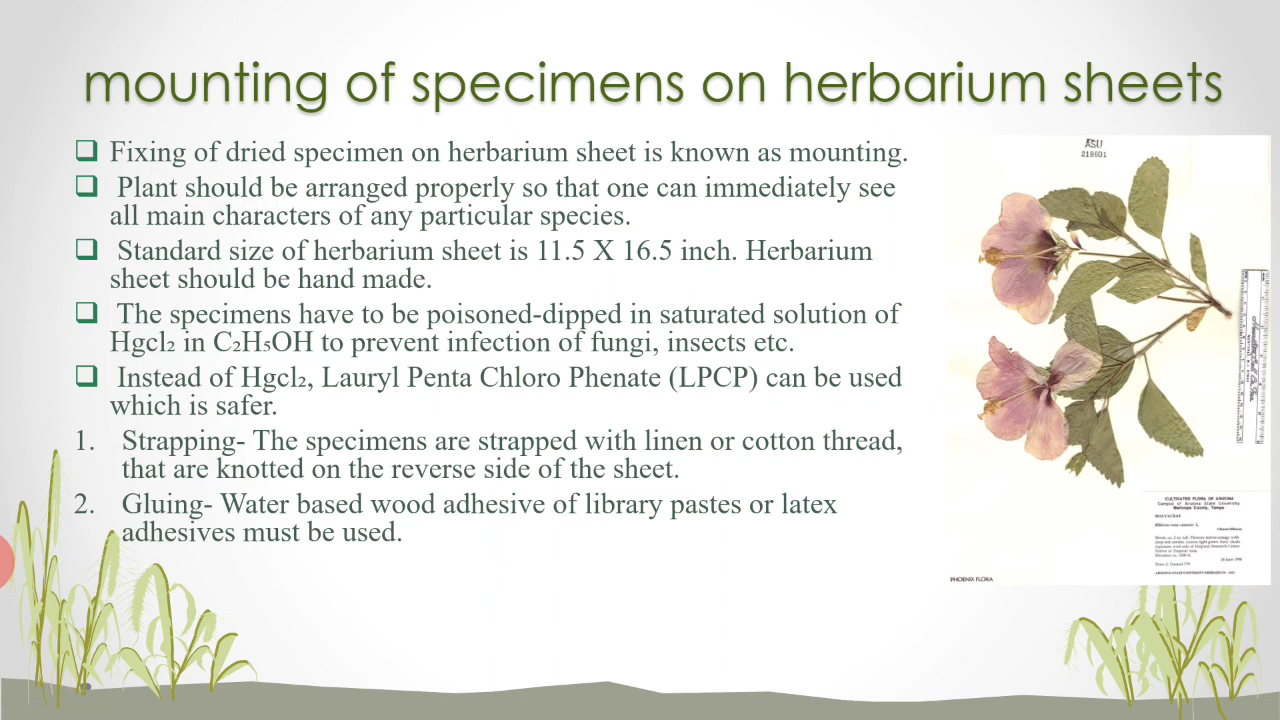 mounting of specimens on herbarium sheets
❑ Fixing of dried specimen on herbarium sheet is known as mounting.
❑ Plant should be arranged properly so that one can immediately see
all main characters of any particular species.
❑ Standard size of herbarium sheet is 11.5 X 16.5 inch. Herbarium
sheet should be hand made.
❑ The specimens have to be poisoned-dipped in saturated solution of
Hgcl₂ in C₂H₅OH to prevent infection of fungi, insects etc.
❑ Instead of Hgcl₂, Lauryl Penta Chloro Phenate (LPCP) can be used
which is safer.
1. Strapping- The specimens are strapped with linen or cotton thread,
that are knotted on the reverse side of the sheet.
2. Gluing- Water based wood adhesive of library pastes or latex
adhesives must be used.
ASU
218601
CULTIVATED FLORA OF ARIZONA
Campus of Arizona State University
Maricopa County, Tempe
MALVACEAE
PHOENIX FLORA